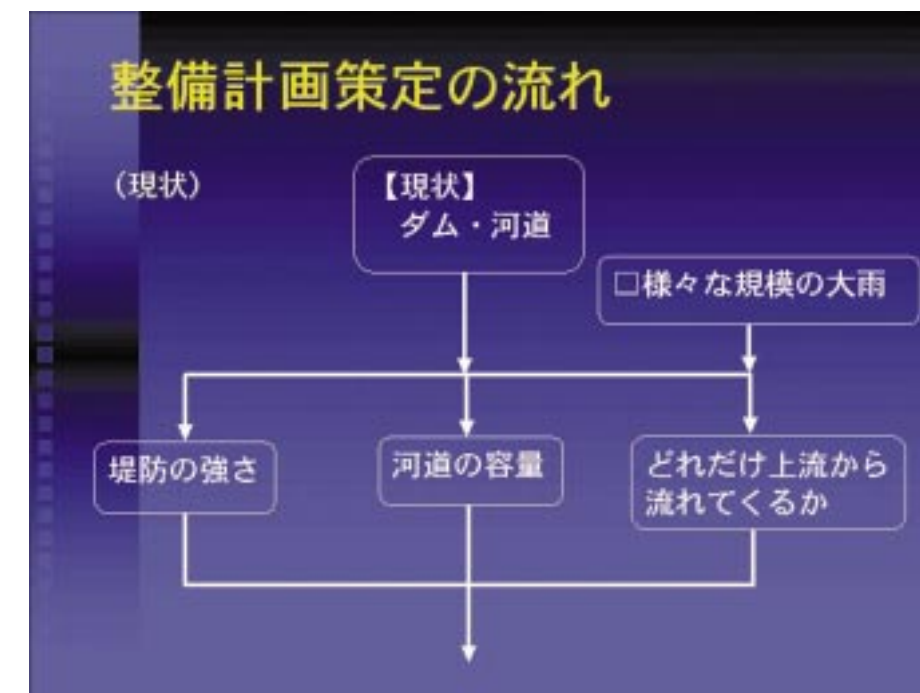 整備計画策定の流れ
（現状）
【現状】
ダム・河道
□様々な規模の大雨
堤防の強さ
河道の容量
どれだけ上流から
流れてくるか